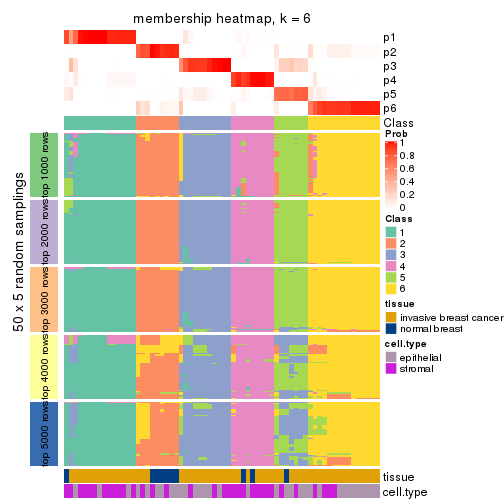 membership heatmap, k = 6
p1
p2
p3
p4
p5
p6
Class
Prob
1
0.8
0.6
0.4
0.2
0
Class
1
2
3
4
5
6
tissue
invasive breast cancer
normal breast
cell.type
epithelial
stromal
50 x 5 random samplings
top 1000 rows
top 2000 rows
top 3000 rows
top 4000 rows
top 5000 rows
tissue
cell.type